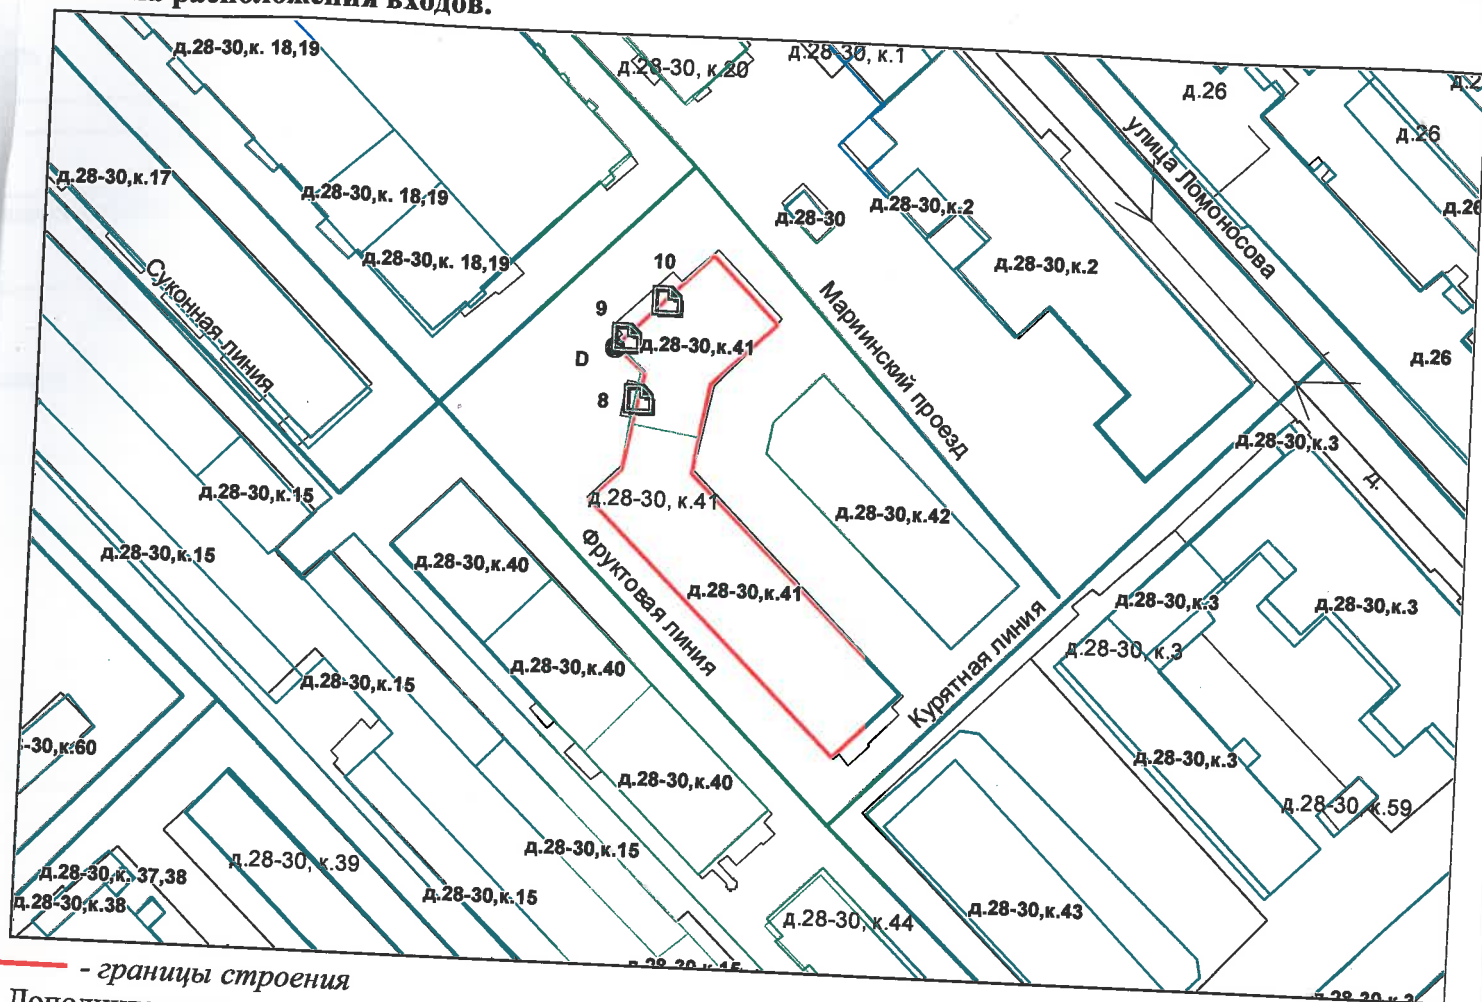 расположения входов.
д.28-30,к. 18,19
д.28-30, к.20
д.28-30, к.1
д.26
д.26
д.28-30,к.17
д.28-30,к. 18,19
д.28-30
д.28-30,к.2
улица Ломоносова
д.26
д.28-30,к. 18,19
д.28-30,к.2
Суконная линия
10
9
D
8
д.28-30,к.41
Мариинский проезд
д.26
д.28-30,к.3
д.
д.28-30,к.15
д.28-30, к.41
д.28-30,к.42
д.28-30,к.15
д.28-30,к.40
Фруктовая линия
д.28-30,к.41
д.28-30,к.3
д.28-30,к.3
д.28-30, к.3
Курятная линия
д.28-30,к.40
д.28-30,к.15
-30,к.60
д.28-30,к.40
д.28-30,к.3
д.28-30, к.59
д.28-30, к.39
д.28-30,к.15
д.28-30,к. 37,38
д.28-30,к.38
д.28-30,к.15
д.28-30, к.44
д.28-30,к.43
д.28-30,к.15
- границы строения